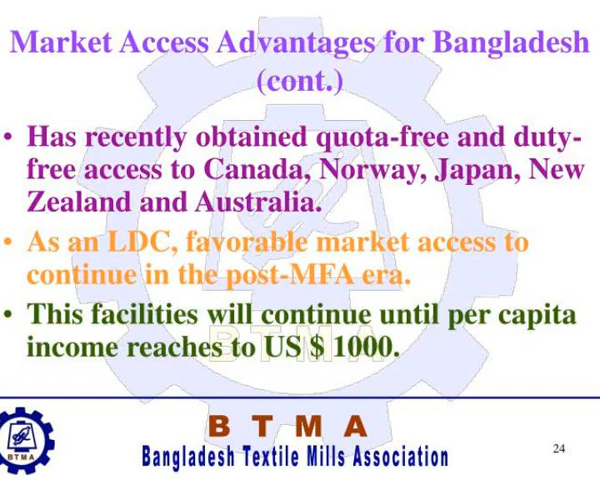 Market Access Advantages for Bangladesh
(cont.)
• Has recently obtained quota-free and duty-
free access to Canada, Norway, Japan, New
Zealand and Australia.
• As an LDC, favorable market access to
continue in the post-MFA era.
• This facilities will continue until per capita
income reaches to US $ 1000.
BTMA
BTMA
B T M A
Bangladesh Textile Mills Association
24